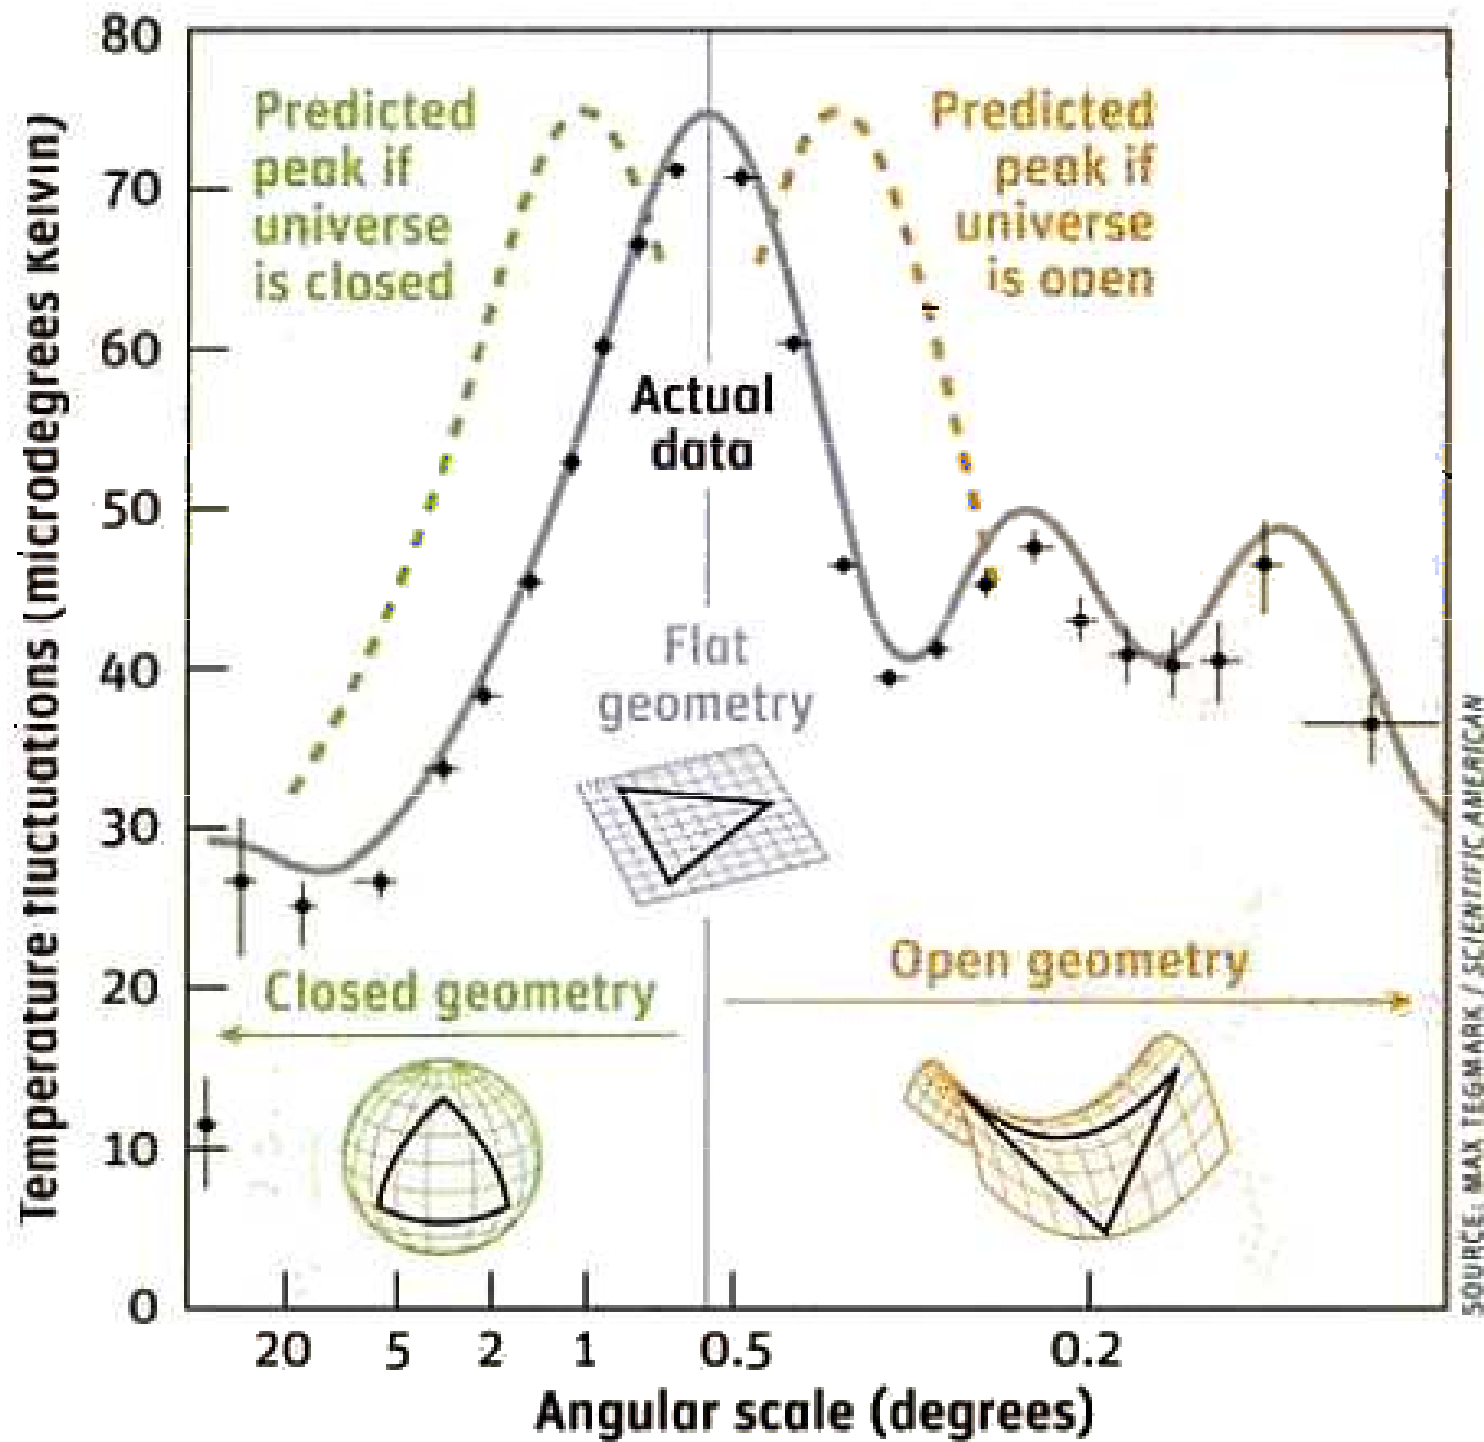 80
70
60
50
40
30
20
10
0
Temperature fluctuations (microdegrees Kelvin)
Predicted
peak if
universe
is closed
Predicted
peak if
universe
is open
Actual
data
Flat
geometry
Closed geometry
Open geometry
20 5 2 1 0.5 0.2
Angular scale (degrees)
SOURCE: MAX TEGMARK / SCIENTIFIC AMERICAN